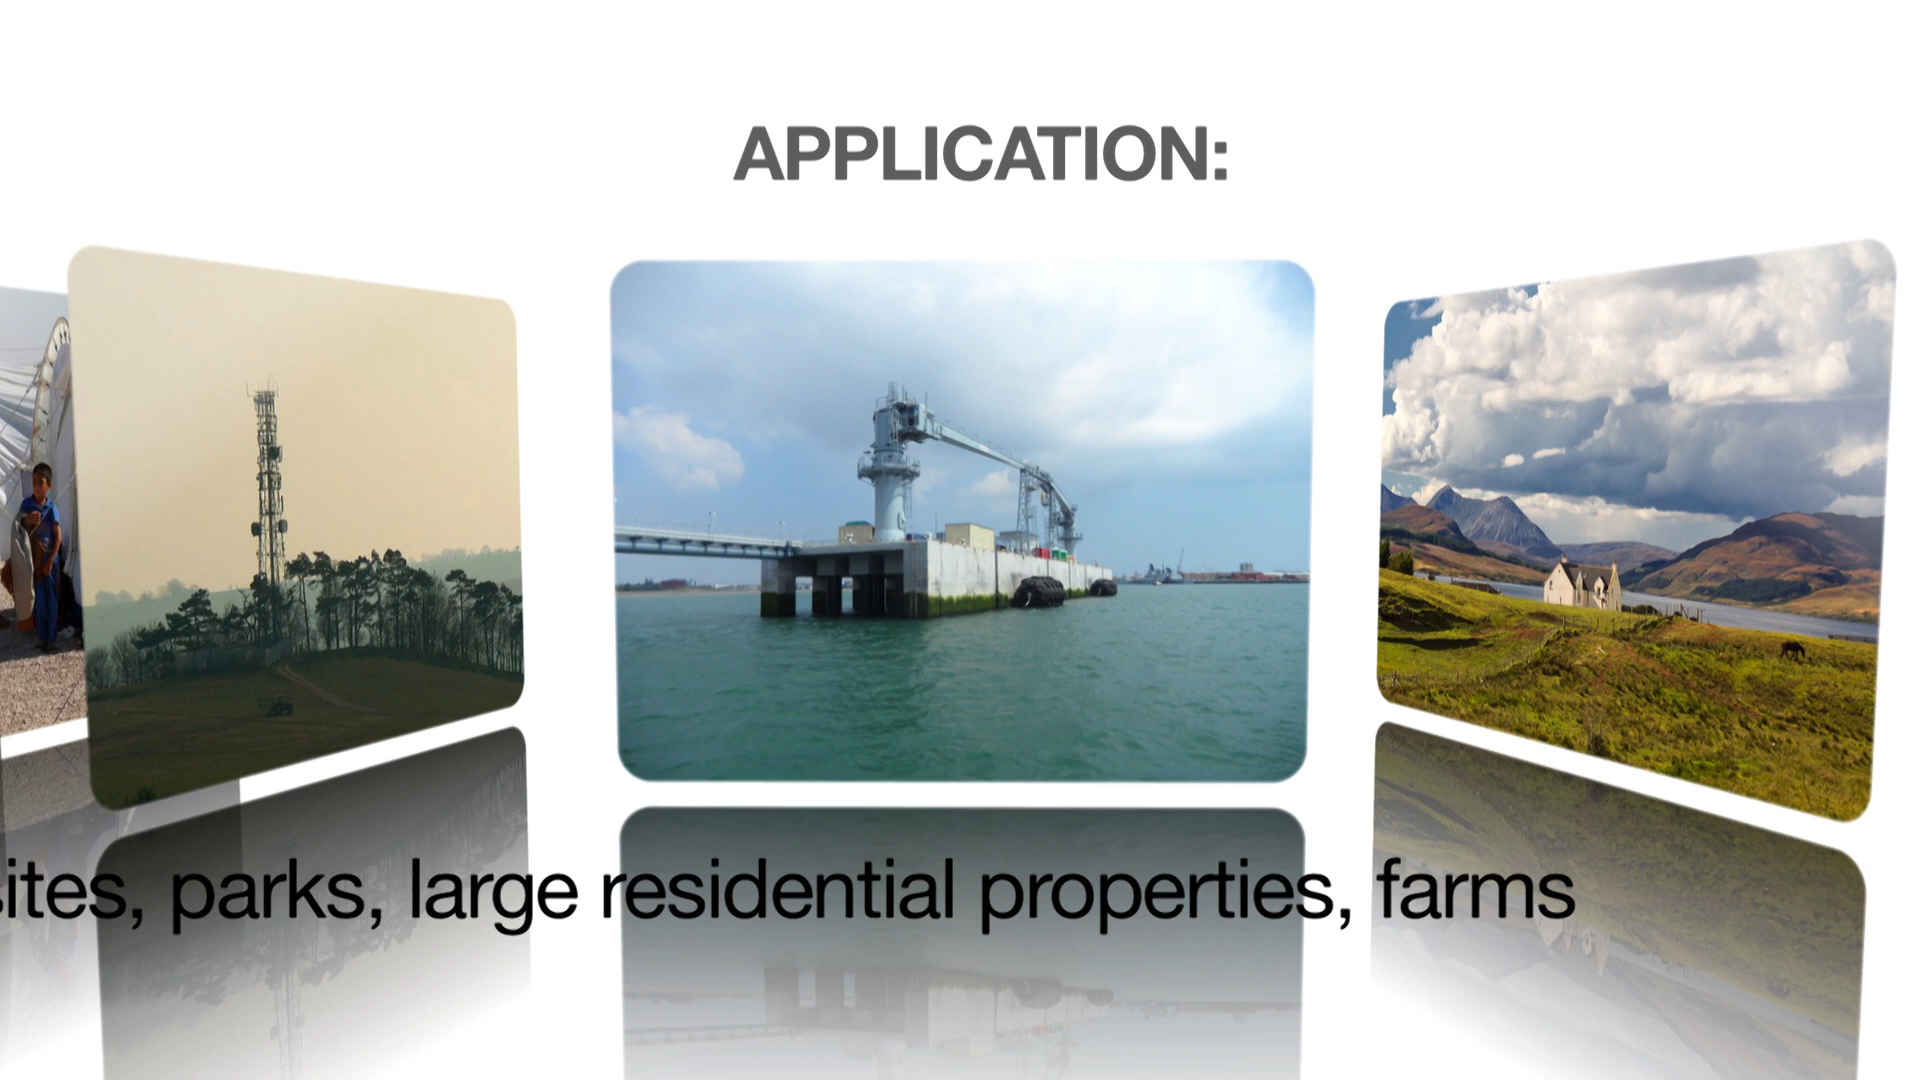 APPLICATION:
ites, parks, large residential properties, farms